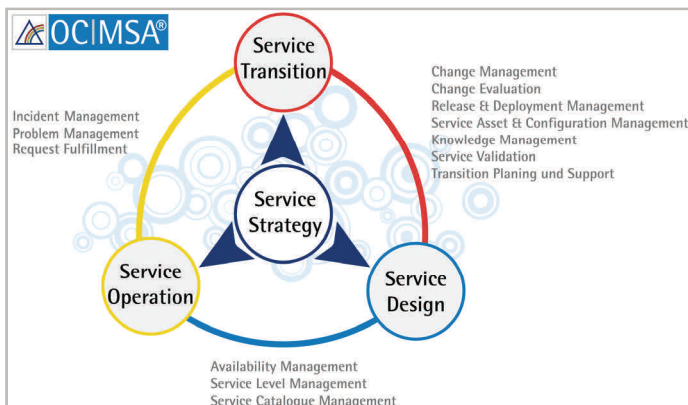 OCIMSA®
Service
Transition
Change Management
Change Evaluation
Release & Deployment Management
Service Asset & Configuration Management
Knowledge Management
Service Validation
Transition Planing und Support
Incident Management
Problem Management
Request Fulfillment
Service
Strategy
Service
Operation
Service
Design
Availability Management
Service Level Management
Service Catalogue Management